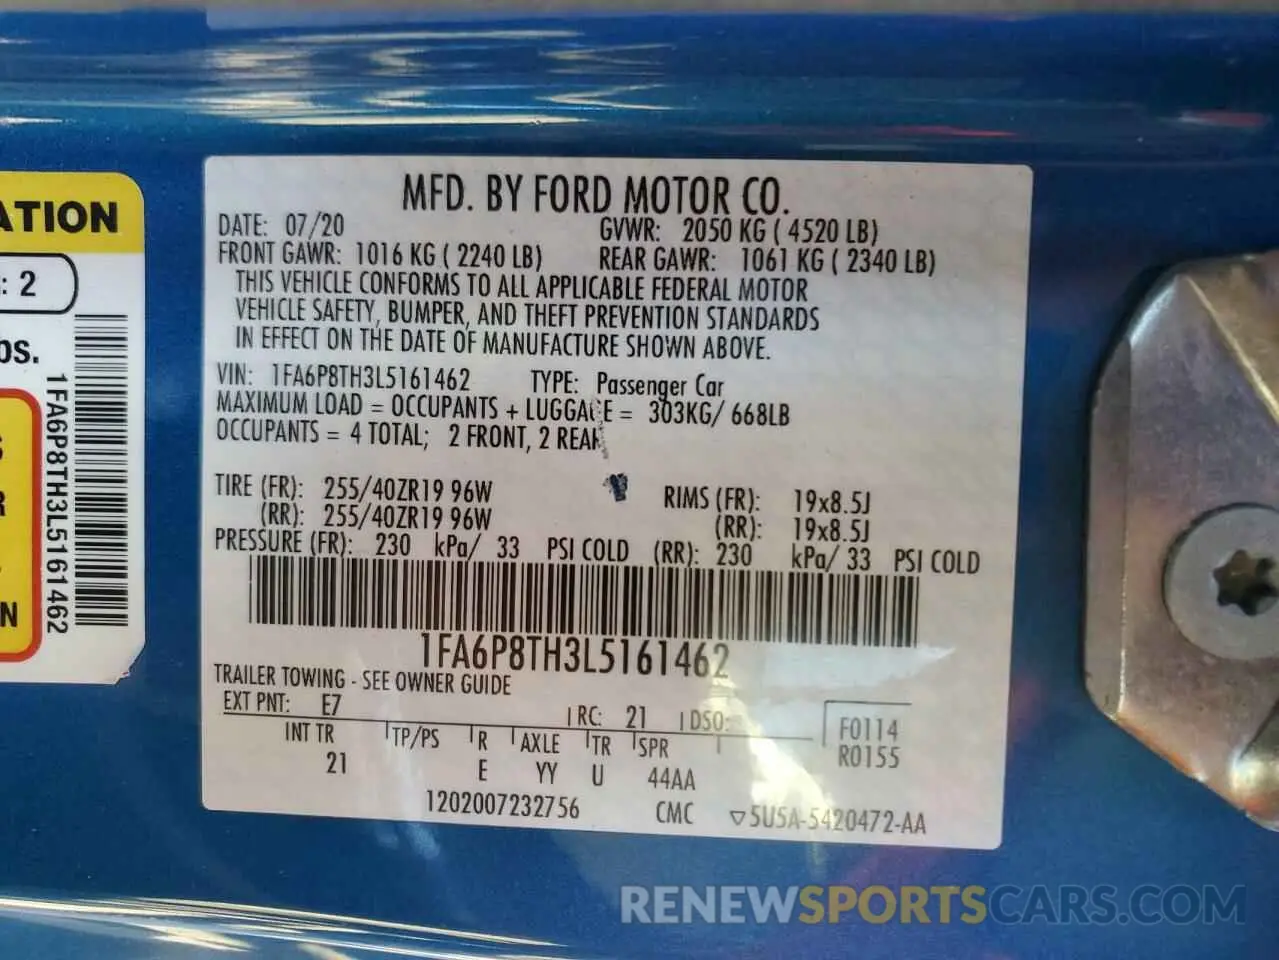 ATION
: 2
bs.
1FA6P8TH3L5161462
R
N
MFD. BY FORD MOTOR CO.
DATE: 07/20 GVWR: 2050 KG ( 4520 LB)
FRONT GAWR: 1016 KG ( 2240 LB) REAR GAWR: 1061 KG ( 2340 LB)
THIS VEHICLE CONFORMS TO ALL APPLICABLE FEDERAL MOTOR
VEHICLE SAFETY, BUMPER, AND THEFT PREVENTION STANDARDS
IN EFFECT ON THE DATE OF MANUFACTURE SHOWN ABOVE.
VIN: 1FA6P8TH3L5161462 TYPE: Passenger Car
MAXIMUM LOAD = OCCUPANTS + LUGGAGE = 303KG/ 668LB
OCCUPANTS = 4 TOTAL; 2 FRONT, 2 REAR
TIRE (FR): 255/40ZR19 96W RIMS (FR): 19x8.5J
(RR): 255/40ZR19 96W (RR): 19x8.5J
PRESSURE (FR): 230 kPa/ 33 PSI COLD (RR): 230 kPa/ 33 PSI COLD
1FA6P8TH3L5161462
TRAILER TOWING - SEE OWNER GUIDE
EXT PNT: E7 RC: 21 DSO: F0114
INT TR TP/PS R AXLE TR SPR R0155
21 E YY U 44AA
1202007232756 CMC ▽5U5A-5420472-AA
RENEWSPORTSCARS.COM